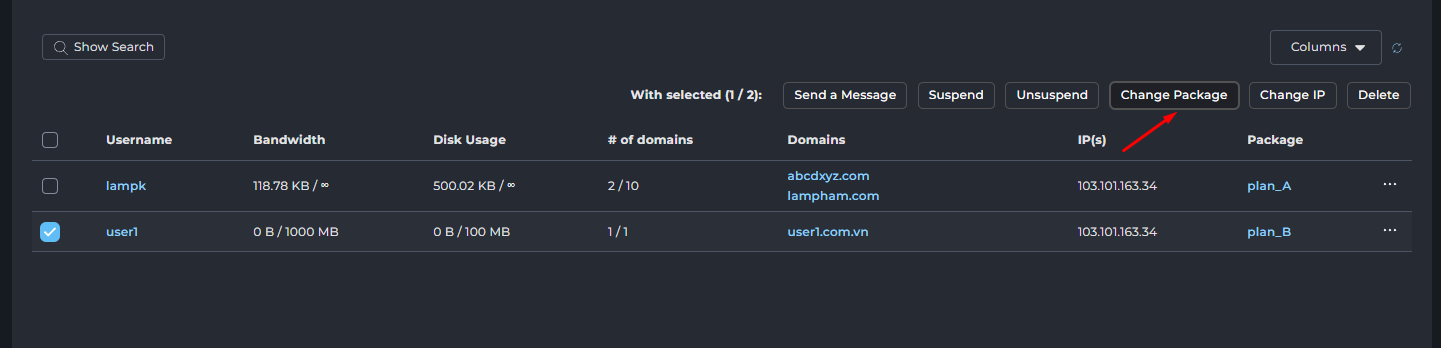 Show Search Columns
With selected (1 / 2): Send a Message Suspend Unsuspend Change Package Change IP Delete
Username Bandwidth Disk Usage # of domains Domains IP(s) Package
lampk 118.78 KB / ∞ 500.02 KB / ∞ 2 / 10 abcdxyz.com 103.101.163.34 plan_A ...
lampham.com
user1 0 B / 1000 MB 0 B / 100 MB 1 / 1 user1.com.vn 103.101.163.34 plan_B ...